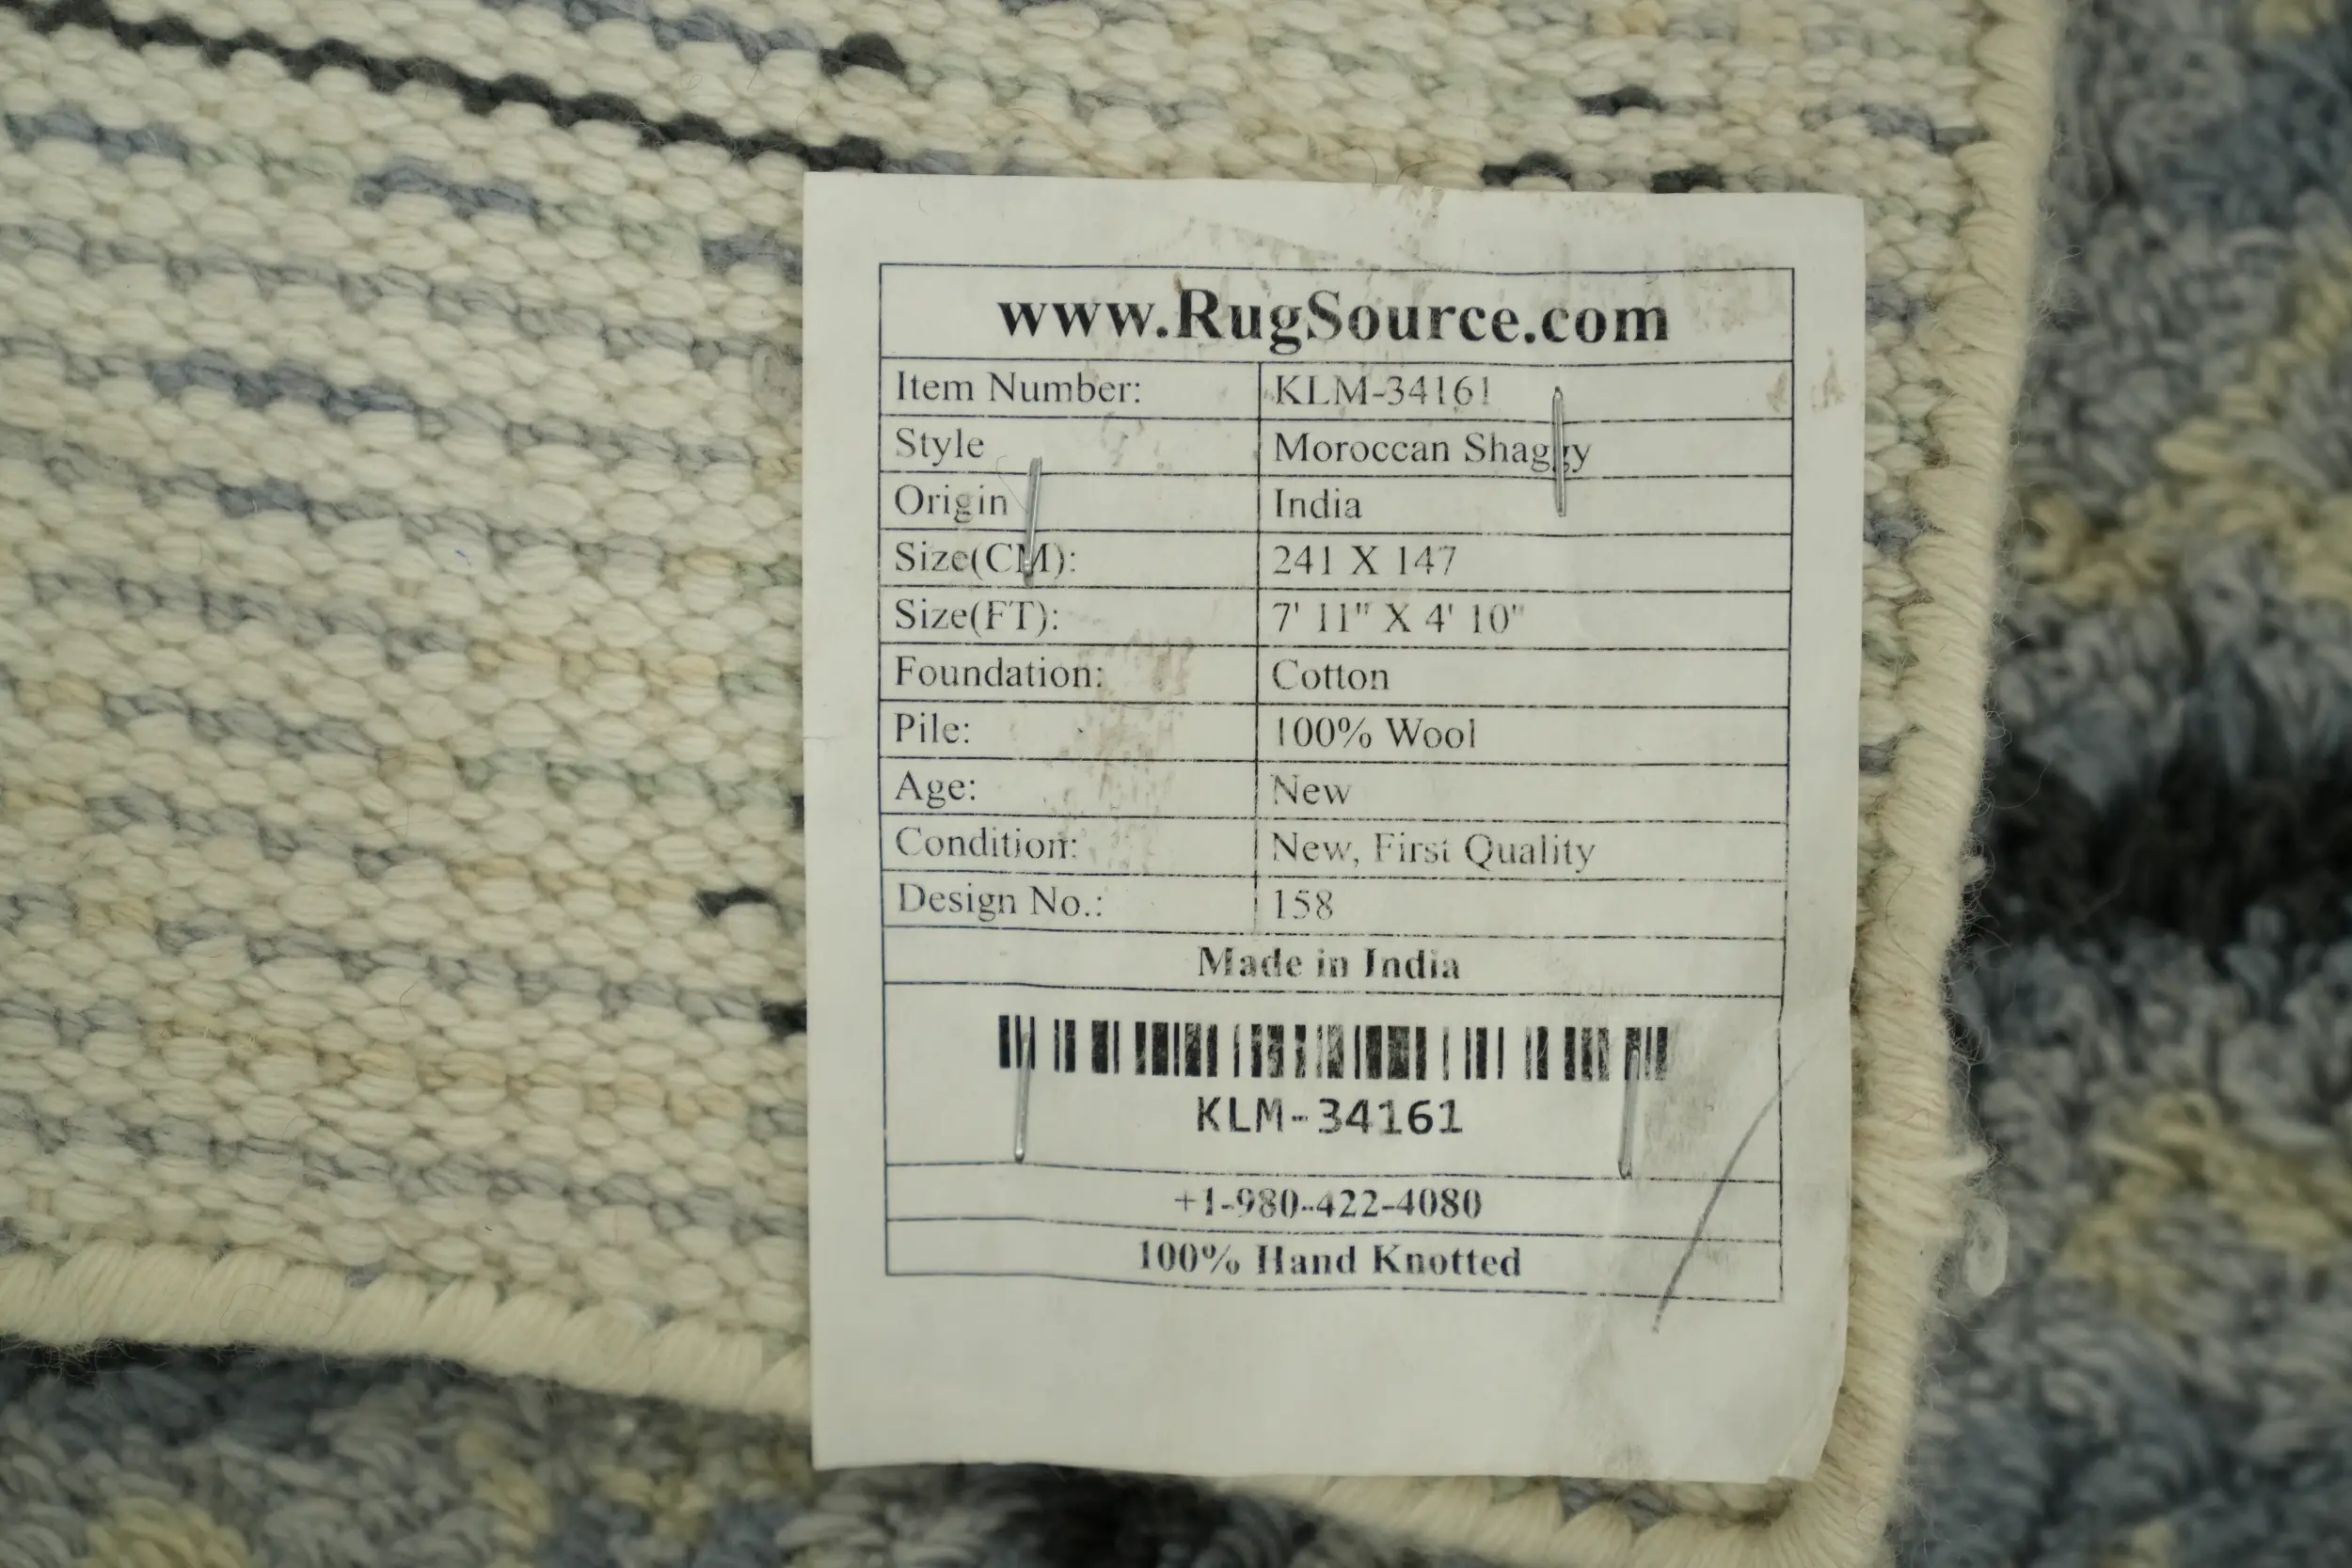 www.RugSource.com
Item Number: KLM-34161
Style Moroccan Shaggy
Origin India
Size(CM): 241 X 147
Size(FT): 7' 11" X 4' 10"
Foundation: Cotton
Pile: 100% Wool
Age: New
Condition: New, First Quality
Design No.: 158
Made in India
KLM-34161
+1-980-422-4080
100% Hand Knotted